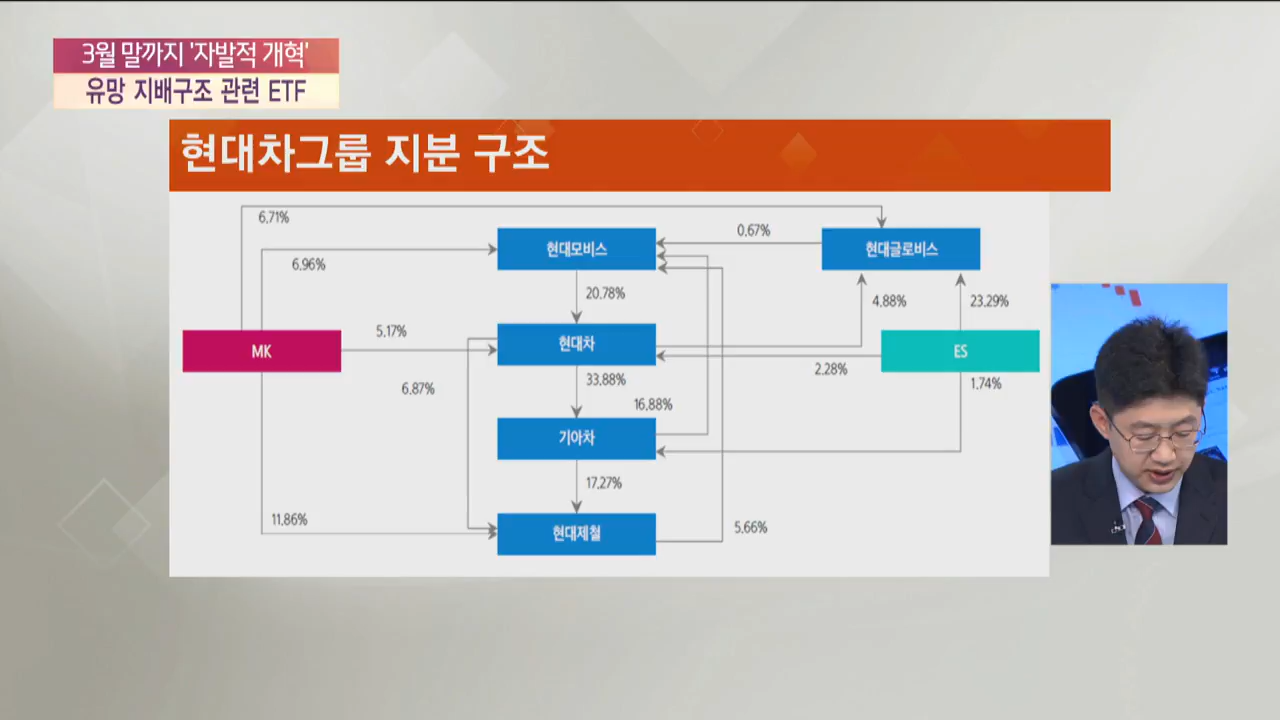 3월 말까지 '자발적 개혁'
유망 지배구조 관련 ETF
현대차그룹 지분 구조
6.71%
0.67%
현대모비스
현대글로비스
6.96%
20.78%
4.88%
23.29%
5.17%
현대차
MK
ES
2.28%
6.87%
33.88%
1.74%
16.88%
기아차
17.27%
11.86%
현대제철
5.66%